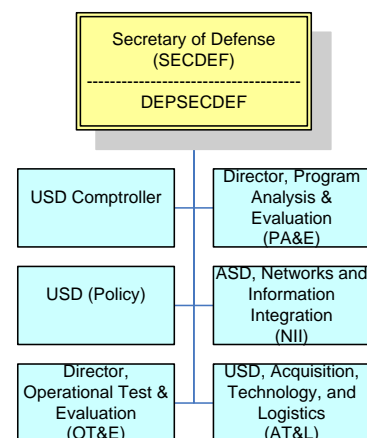 Secretary of Defense
(SECDEF)
------------------------------------
DEPSECDEF
USD Comptroller
Director, Program
Analysis &
Evaluation
(PA&E)
USD (Policy)
ASD, Networks and
Information
Integration
(NII)
Director,
Operational Test &
Evaluation
(OT&E)
USD, Acquisition,
Technology, and
Logistics
(AT&L)